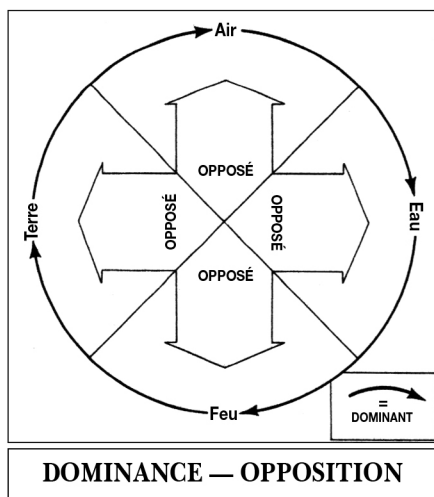 Air
OPPOSÉ
Terre
OPPOSÉ
OPPOSÉ
Eau
OPPOSÉ
Feu
=
DOMINANT
DOMINANCE — OPPOSITION